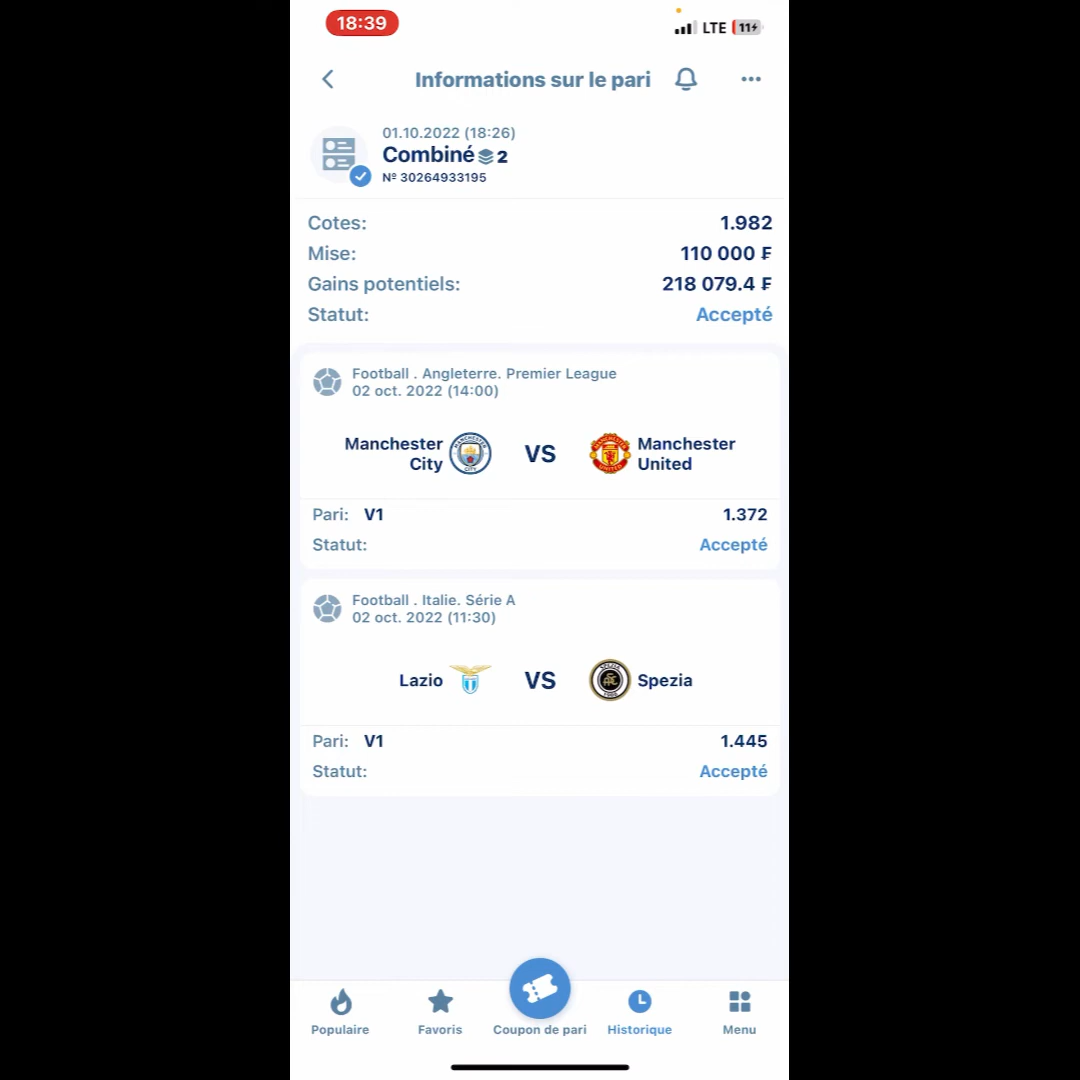 18:39
LTE 11
Informations sur le pari
01.10.2022 (18:26)
Combiné 2
Nº 30264933195
Cotes: 1.982
Mise: 110 000 ₣
Gains potentiels: 218 079.4 ₣
Statut: Accepté
Football . Angleterre. Premier League
02 oct. 2022 (14:00)
Manchester City VS Manchester United
Pari: V1 1.372
Statut: Accepté
Football . Italie. Série A
02 oct. 2022 (11:30)
Lazio VS Spezia
Pari: V1 1.445
Statut: Accepté
Populaire Favoris Coupon de pari Historique Menu